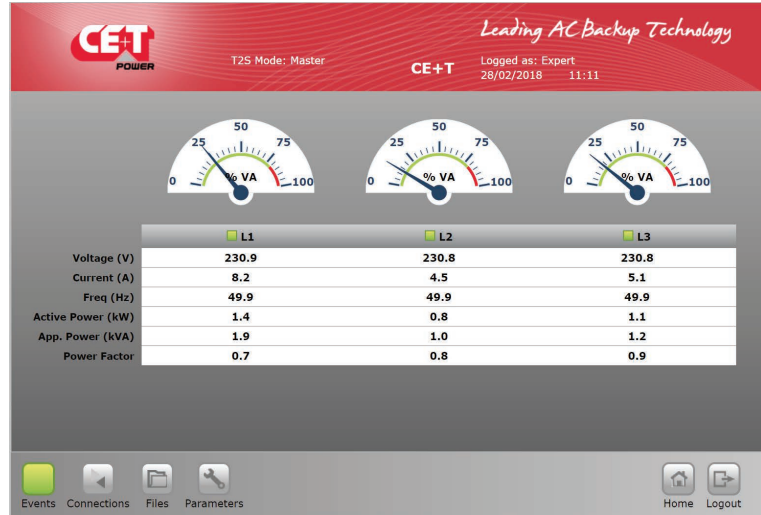 CE+T
POWER
Leading AC Backup Technology
T2S Mode: Master
CE+T
Logged as: Expert
28/02/2018 11:11
0 25 50 75 100
% VA
0 25 50 75 100
% VA
0 25 50 75 100
% VA
L1 L2 L3
Voltage (V) 230.9 230.8 230.8
Current (A) 8.2 4.5 5.1
Freq (Hz) 49.9 49.9 49.9
Active Power (kW) 1.4 0.8 1.1
App. Power (kVA) 1.9 1.0 1.2
Power Factor 0.7 0.8 0.9
Events Connections Files Parameters Home Logout